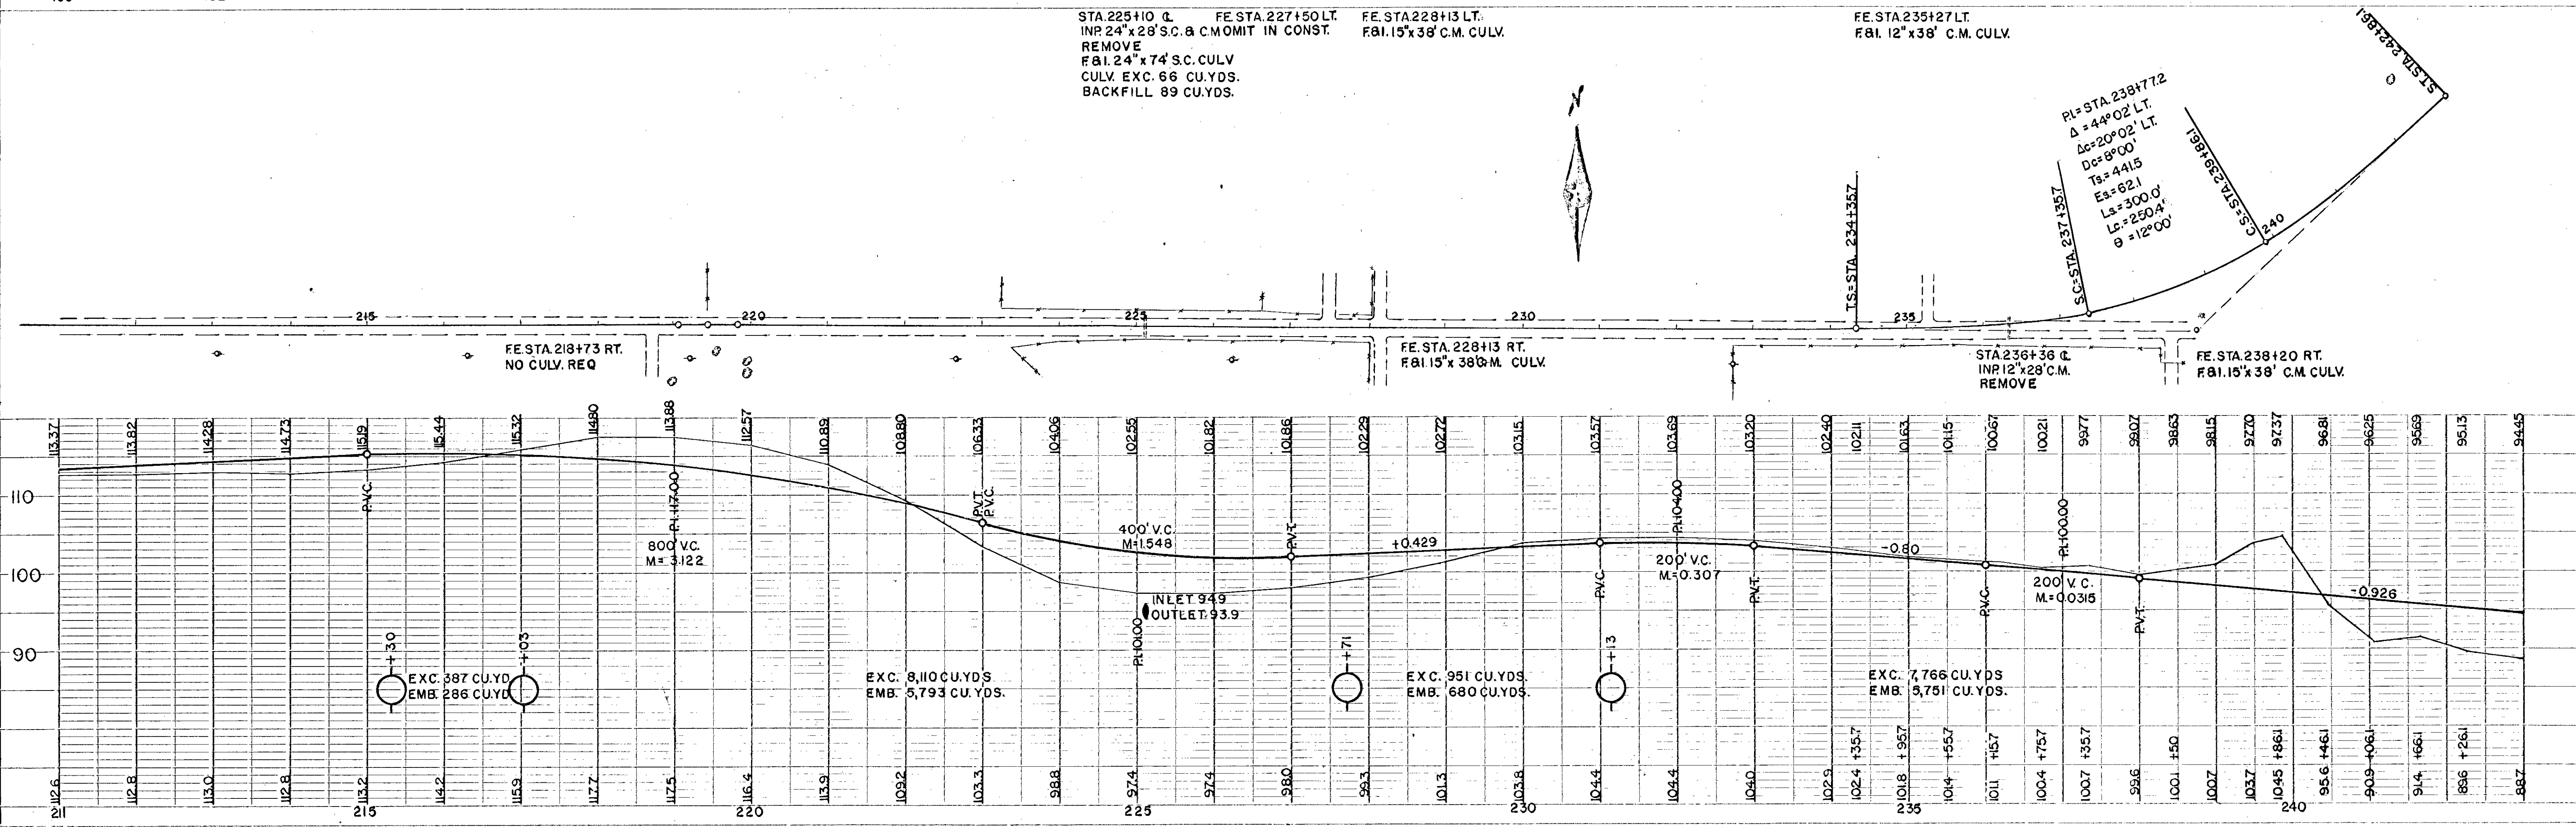 STA.225+10 ℄
INP. 24"x28' S.C.& C.M
REMOVE
F.&I. 24"x74' S.C. CULV
CULV. EXC. 66 CU.YDS.
BACKFILL 89 CU.YDS.
F.E. STA.227+50 LT.
OMIT IN CONST.
F.E. STA.228+13 LT.
F.&I. 15"x38' C.M. CULV.
F.E. STA.235+27 LT.
F.&I. 12"x38' C.M. CULV.
N
P.I.=STA.238+77.2
Δ=44°02' LT.
Δc=20°02' LT.
Dc=8°00'
Ts.=441.5
Es.=62.1
Ls.=300.0'
Lc.=250.4'
θ=12°00'
T.S.=STA. 234+35.7
S.C.=STA. 237+35.7
C.S.=STA.239+86.1
S.T. STA.242+86.1
215
220
225
230
235
240
F.E. STA.218+73 RT.
NO CULV. REQ
F.E. STA.228+13 RT.
F.&I. 15"x38' C.M. CULV.
STA.236+36 ℄
INP. 12"x28' C.M.
REMOVE
F.E. STA.238+20 RT.
F.&I. 15"x38' C.M. CULV.
113.37 113.82 114.28 114.73 115.19 115.44 115.32 114.80 113.88 112.57 110.89 108.80 106.33 104.06 102.55 101.82 101.86 102.29 102.72 103.15 103.57 103.69 103.20 102.40 102.11 101.63 101.15 100.67 100.21 99.77 99.07 98.63 98.15 97.70 97.37 96.81 96.25 95.69 95.13 94.45
110
100
90
P.V.C.
P.I. 117.00
800' V.C.
M= 3.122
P.V.T.
P.V.C.
400' V.C.
M=1.548
P.I.101.00
INLET 94.9
OUTLET 93.9
P.V.T.
+0.429
P.V.C.
P.I.104.00
200' V.C.
M.=0.307
P.V.T.
-0.80
P.V.C.
P.I.100.00
200' V.C.
M.=0.0315
P.V.T.
-0.926
+30
EXC. 387 CU.YD
EMB. 286 CU.YD
+03
EXC. 8,110 CU.YDS
EMB. 5,793 CU.YDS.
+71
EXC. 951 CU.YDS.
EMB. 680 CU.YDS.
+13
EXC. 7,766 CU.YDS
EMB. 5,751 CU.YDS.
+35.7 +95.7 +55.7 +15.7 +75.7 +35.7 +50 +86.1 +46.1 +06.1 +66.1 +26.1
112.6 112.8 113.0 112.8 113.2 114.2 115.9 117.7 117.5 116.4 113.9 109.2 103.3 98.8 97.4 97.4 98.0 99.3 101.3 103.8 104.4 104.4 104.0 102.9 102.4 101.8 101.4 101.1 100.4 100.7 99.6 100.1 100.7 103.7 104.5 95.6 90.9 91.4 89.6 88.7
211 215 220 225 230 235 240